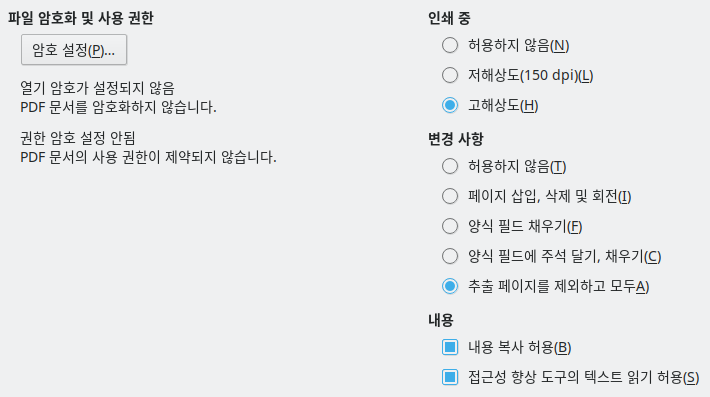 파일 암호화 및 사용 권한
암호 설정(P)...
열기 암호가 설정되지 않음
PDF 문서를 암호화하지 않습니다.
권한 암호 설정 안됨
PDF 문서의 사용 권한이 제약되지 않습니다.
인쇄 중
허용하지 않음(N)
저해상도(150 dpi)(L)
고해상도(H)
변경 사항
허용하지 않음(T)
페이지 삽입, 삭제 및 회전(I)
양식 필드 채우기(F)
양식 필드에 주석 달기, 채우기(C)
추출 페이지를 제외하고 모두A)
내용
내용 복사 허용(B)
접근성 향상 도구의 텍스트 읽기 허용(S)